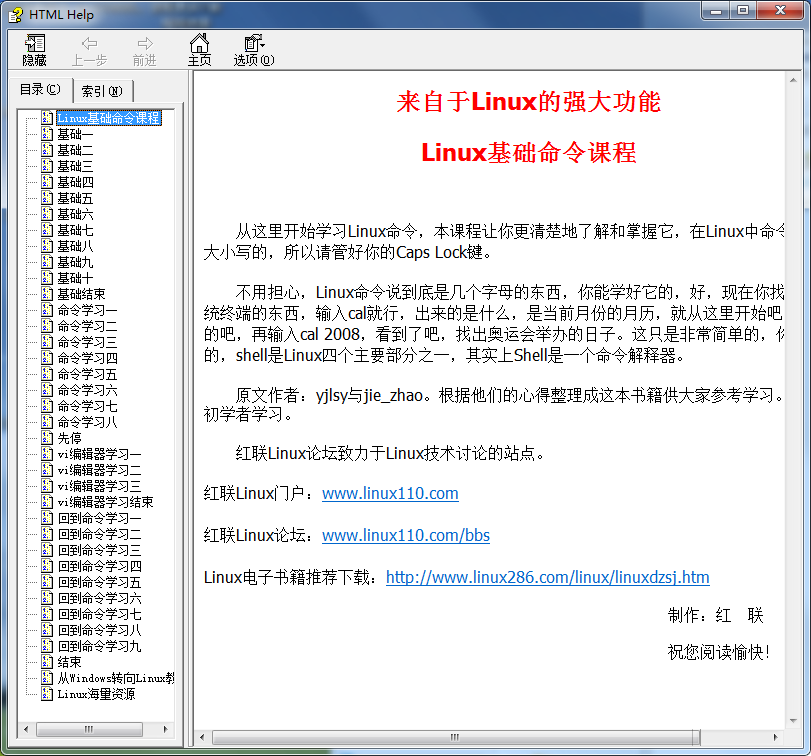 HTML Help
隐藏 上一步 前进 主页 选项(O)
目录(C) 索引(N)
Linux基础命令课程
基础一
基础二
基础三
基础四
基础五
基础六
基础七
基础八
基础九
基础十
基础结束
命令学习一
命令学习二
命令学习三
命令学习四
命令学习五
命令学习六
命令学习七
命令学习八
先停
vi编辑器学习一
vi编辑器学习二
vi编辑器学习三
vi编辑器学习结束
回到命令学习一
回到命令学习二
回到命令学习三
回到命令学习四
回到命令学习五
回到命令学习六
回到命令学习七
回到命令学习八
回到命令学习九
结束
从Windows转向Linux教
Linux海量资源
来自于Linux的强大功能
Linux基础命令课程
从这里开始学习Linux命令，本课程让你更清楚地了解和掌握它，在Linux中命令
大小写的，所以请管好你的Caps Lock键。
不用担心，Linux命令说到底是几个字母的东西，你能学好它的，好，现在你找
统终端的东西，输入cal就行，出来的是什么，是当前月份的月历，就从这里开始吧
的吧，再输入cal 2008，看到了吧，找出奥运会举办的日子。这只是非常简单的，你
的，shell是Linux四个主要部分之一，其实上Shell是一个命令解释器。
原文作者：yjlsy与jie_zhao。根据他们的心得整理成这本书籍供大家参考学习。
初学者学习。
红联Linux论坛致力于Linux技术讨论的站点。
红联Linux门户：www.linux110.com
红联Linux论坛：www.linux110.com/bbs
Linux电子书籍推荐下载：http://www.linux286.com/linux/linuxdzsj.htm
制作：红 联
祝您阅读愉快！